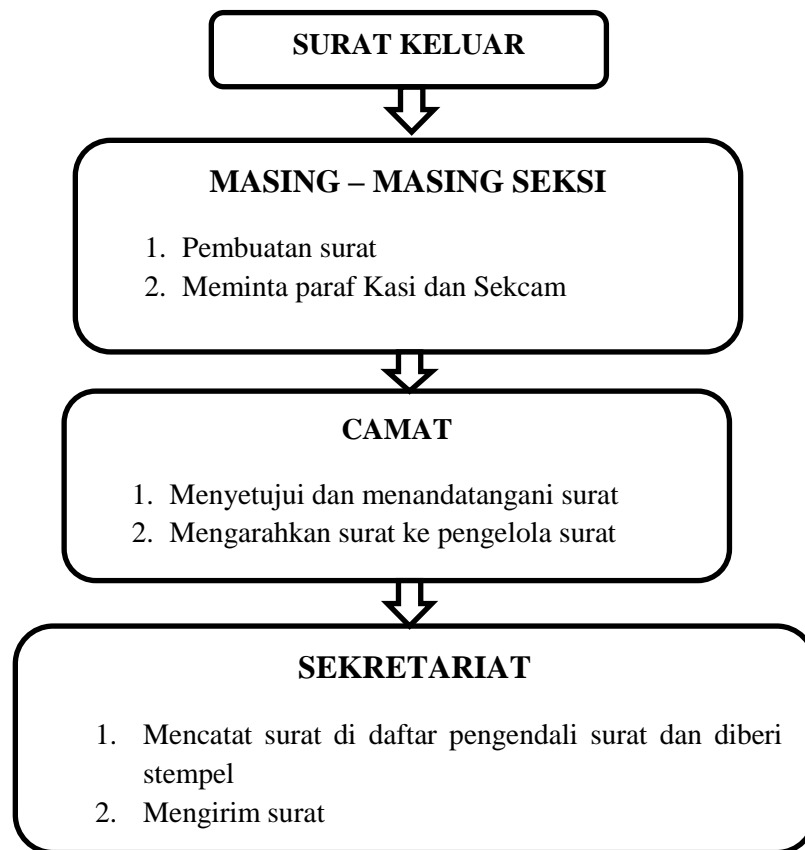 SURAT KELUAR
MASING – MASING SEKSI
1. Pembuatan surat
2. Meminta paraf Kasi dan Sekcam
CAMAT
1. Menyetujui dan menandatangani surat
2. Mengarahkan surat ke pengelola surat
SEKRETARIAT
1. Mencatat surat di daftar pengendali surat dan diberi
stempel
2. Mengirim surat